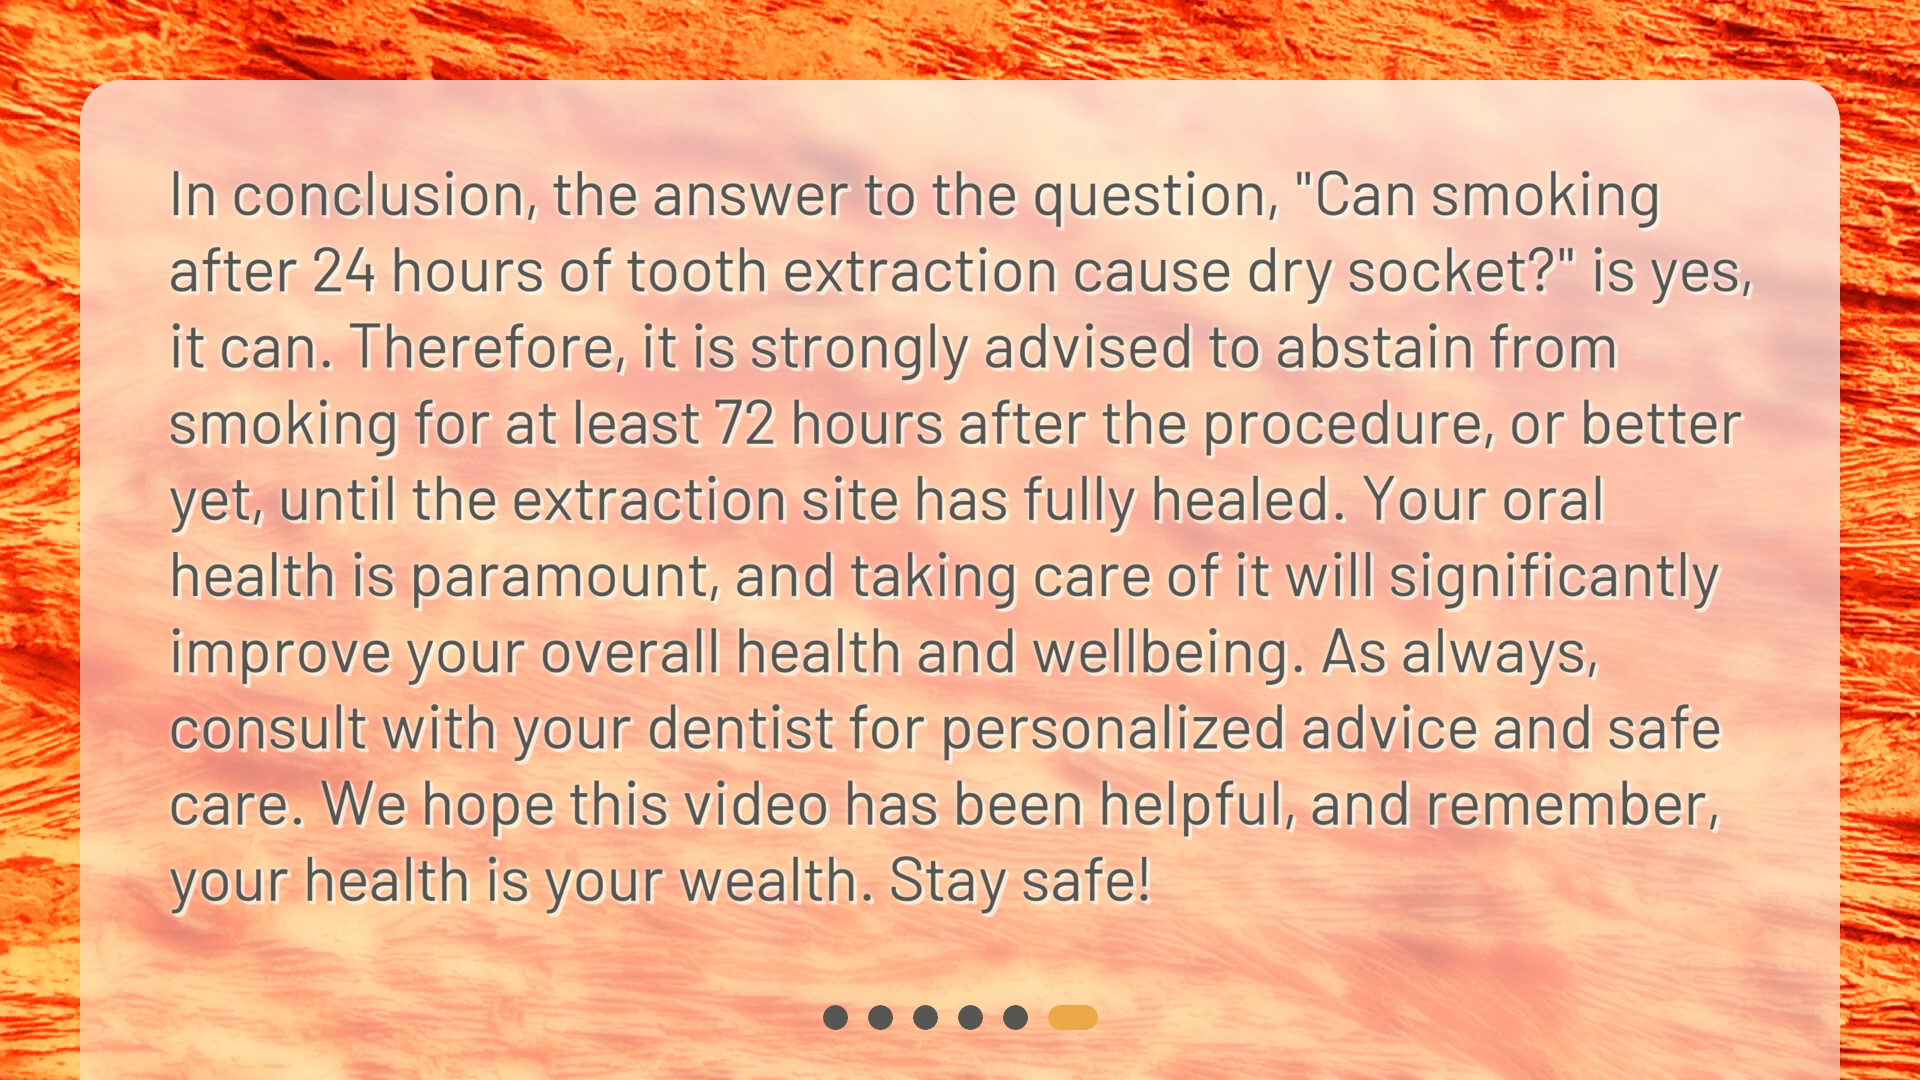 In conclusion, the answer to the question, "Can smoking
after 24 hours of tooth extraction cause dry socket?" is yes,
it can. Therefore, it is strongly advised to abstain from
smoking for at least 72 hours after the procedure, or better
yet, until the extraction site has fully healed. Your oral
health is paramount, and taking care of it will significantly
improve your overall health and wellbeing. As always,
consult with your dentist for personalized advice and safe
care. We hope this video has been helpful, and remember,
your health is your wealth. Stay safe!